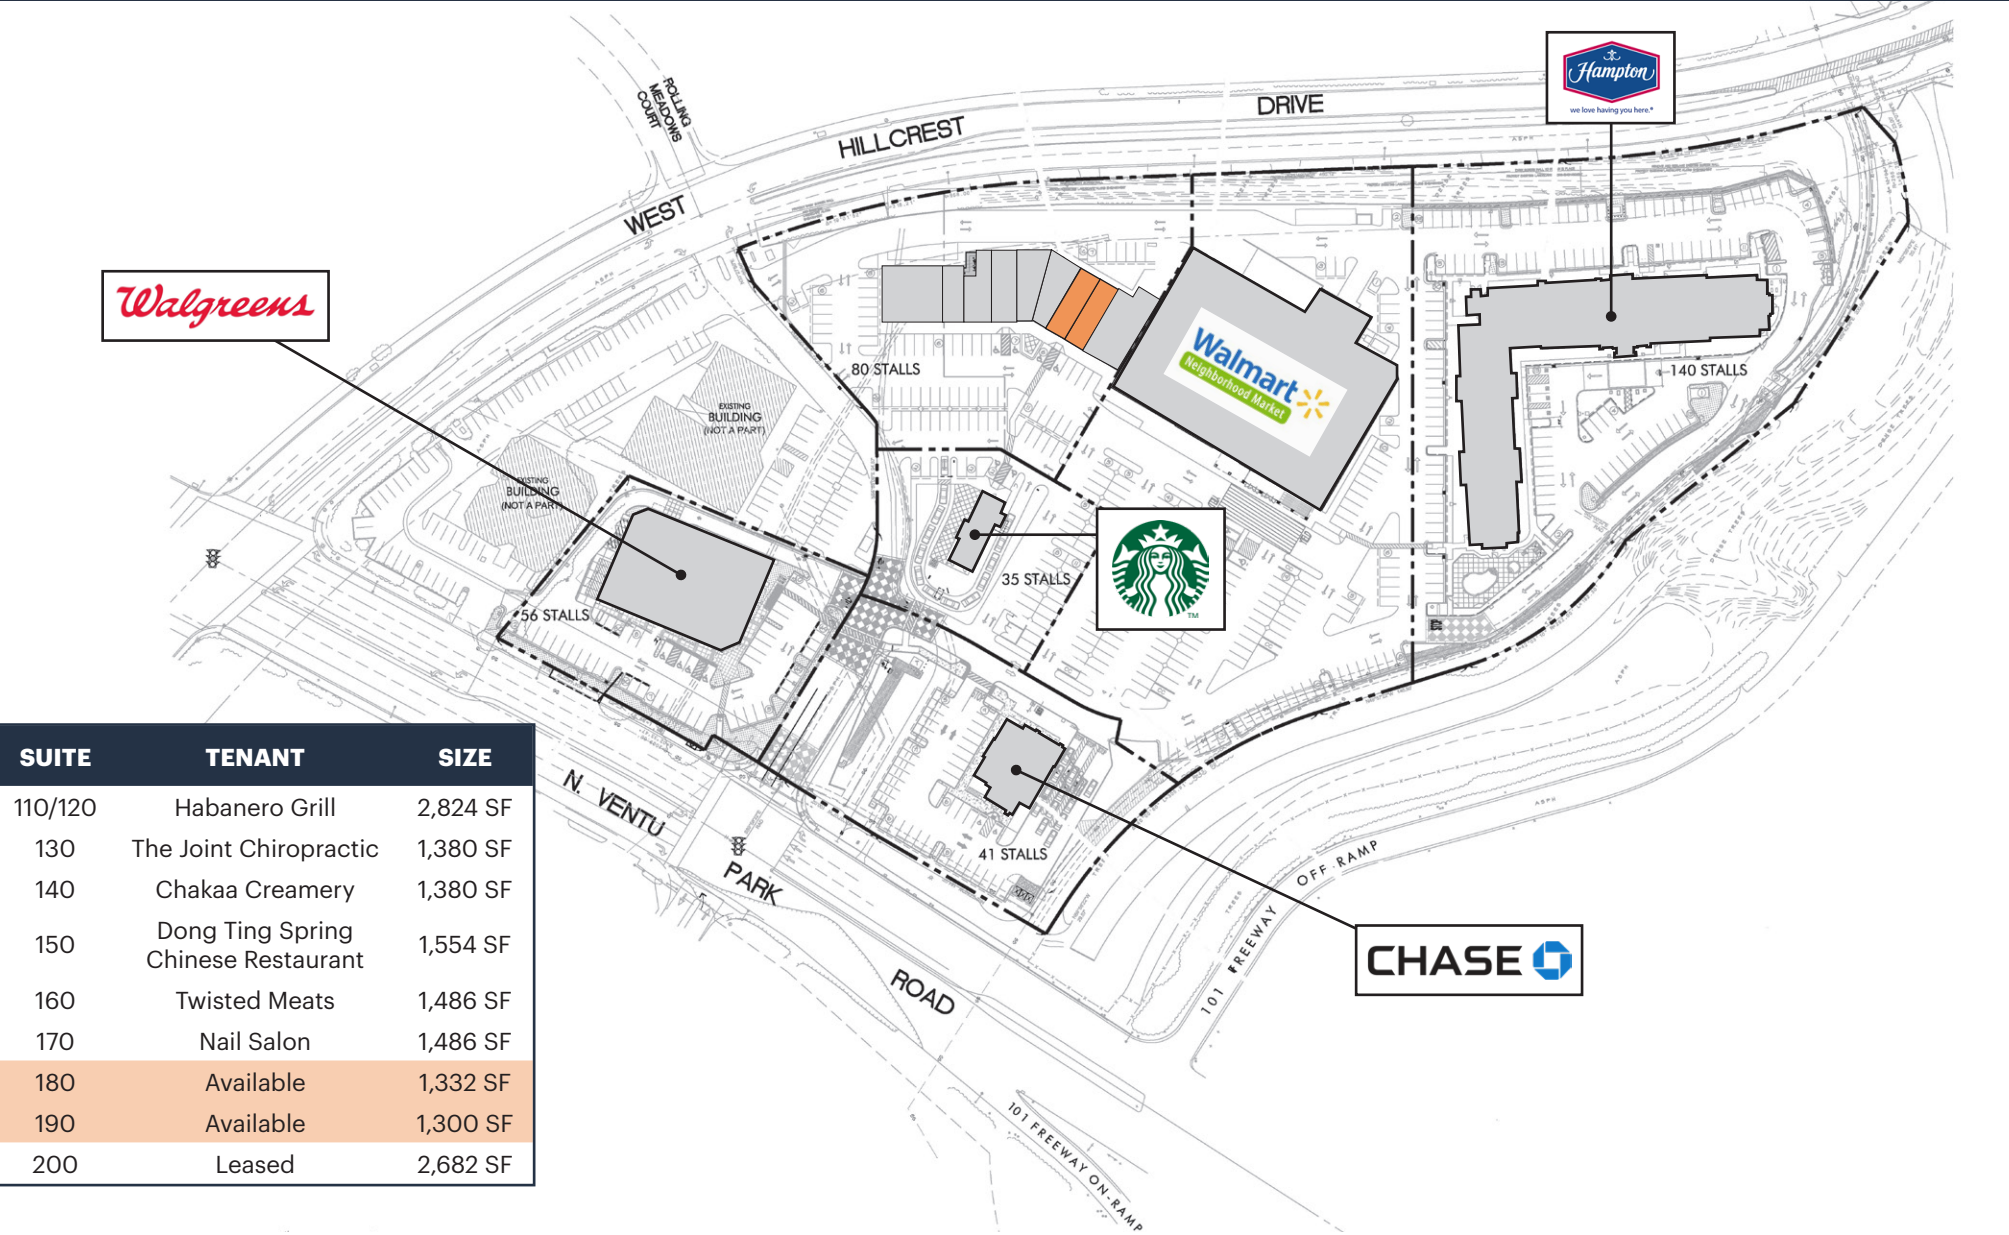 ROLLING
MEADOWS
COURT
WEST
HILLCREST
DRIVE
Hampton
we love having you here.®
Walgreens
80 STALLS
Walmart
Neighborhood Market
140 STALLS
EXISTING
BUILDING
(NOT A PART)
EXISTING
BUILDING
(NOT A PART)
35 STALLS
TM
56 STALLS
41 STALLS
N. VENTU
PARK
ROAD
CHASE
101 FREEWAY OFF-RAMP
101 FREEWAY ON-RAMP
SUITE TENANT SIZE
110/120 Habanero Grill 2,824 SF
130 The Joint Chiropractic 1,380 SF
140 Chakaa Creamery 1,380 SF
150 Dong Ting Spring
Chinese Restaurant 1,554 SF
160 Twisted Meats 1,486 SF
170 Nail Salon 1,486 SF
180 Available 1,332 SF
190 Available 1,300 SF
200 Leased 2,682 SF